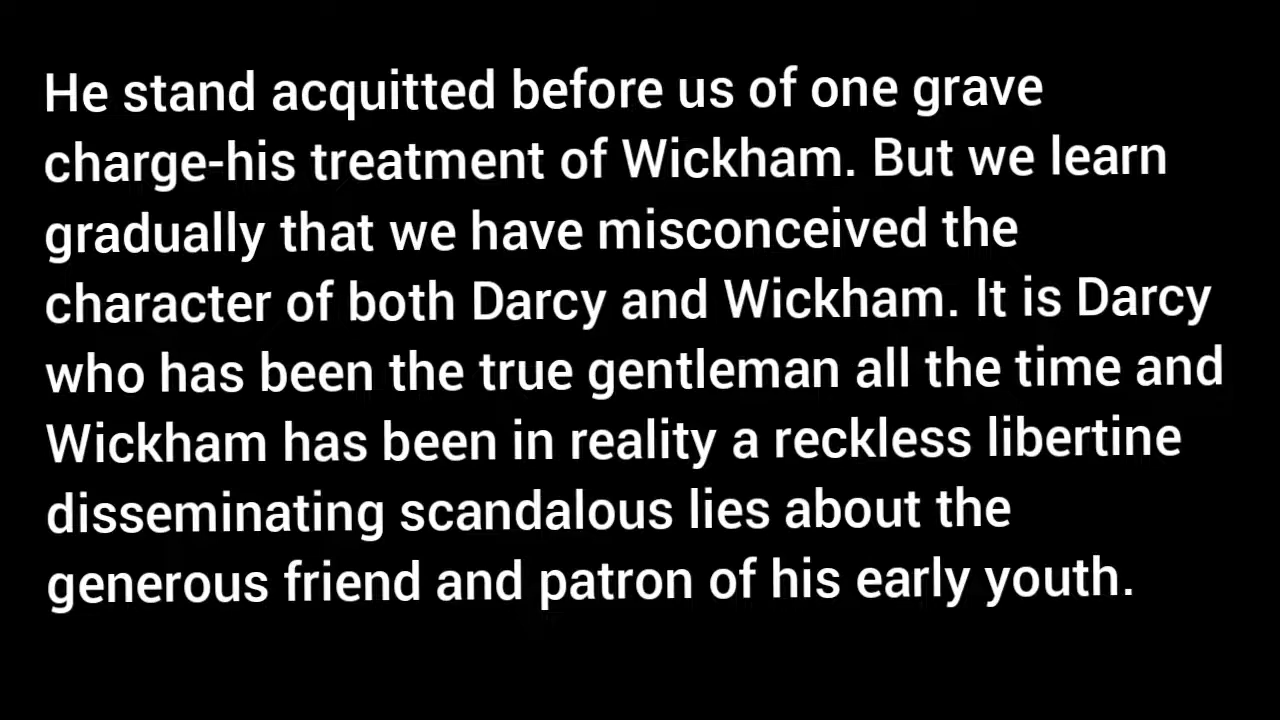 He stand acquitted before us of one grave
charge-his treatment of Wickham. But we learn
gradually that we have misconceived the
character of both Darcy and Wickham. It is Darcy
who has been the true gentleman all the time and
Wickham has been in reality a reckless libertine
disseminating scandalous lies about the
generous friend and patron of his early youth.